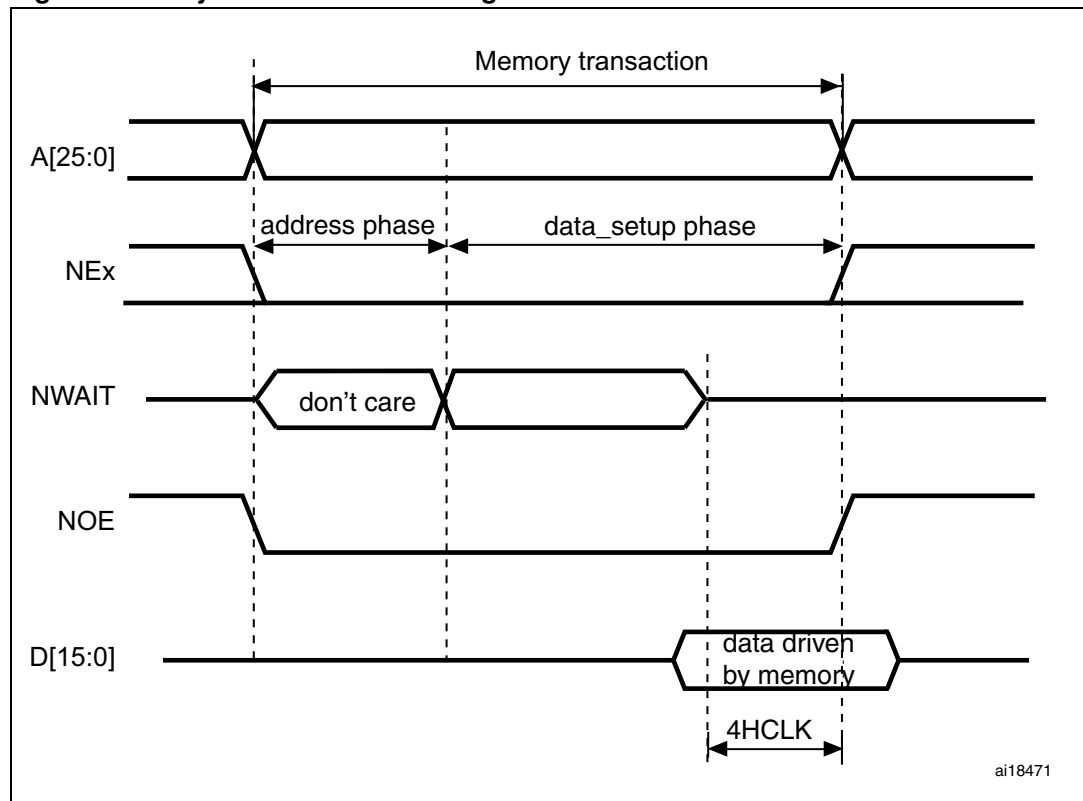 Memory transaction
A[25:0]
address phase data_setup phase
NEx
NWAIT
don't care
NOE
D[15:0]
data driven
by memory
4HCLK
ai18471